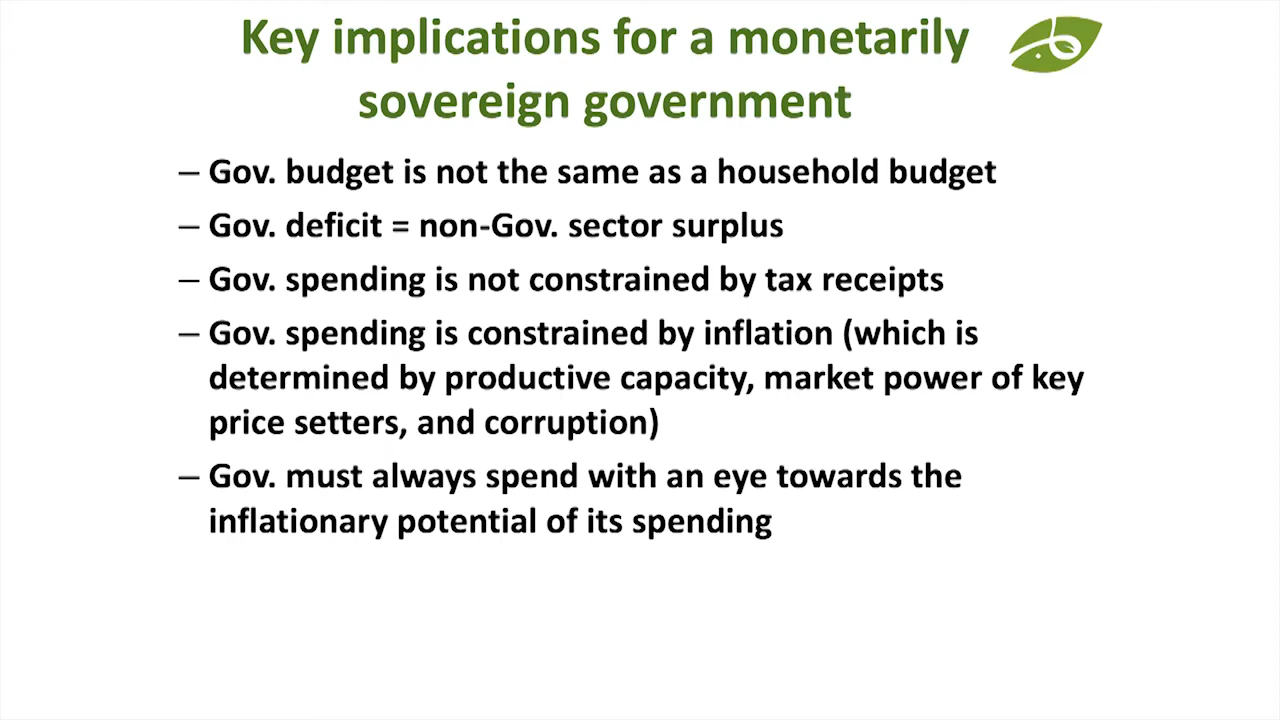 Key implications for a monetarily
sovereign government
– Gov. budget is not the same as a household budget
– Gov. deficit = non-Gov. sector surplus
– Gov. spending is not constrained by tax receipts
– Gov. spending is constrained by inflation (which is
determined by productive capacity, market power of key
price setters, and corruption)
– Gov. must always spend with an eye towards the
inflationary potential of its spending